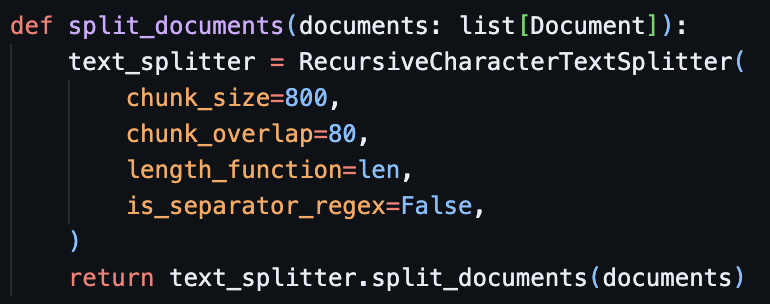 def split_documents(documents: list[Document]):
    text_splitter = RecursiveCharacterTextSplitter(
        chunk_size=800,
        chunk_overlap=80,
        length_function=len,
        is_separator_regex=False,
    )
    return text_splitter.split_documents(documents)